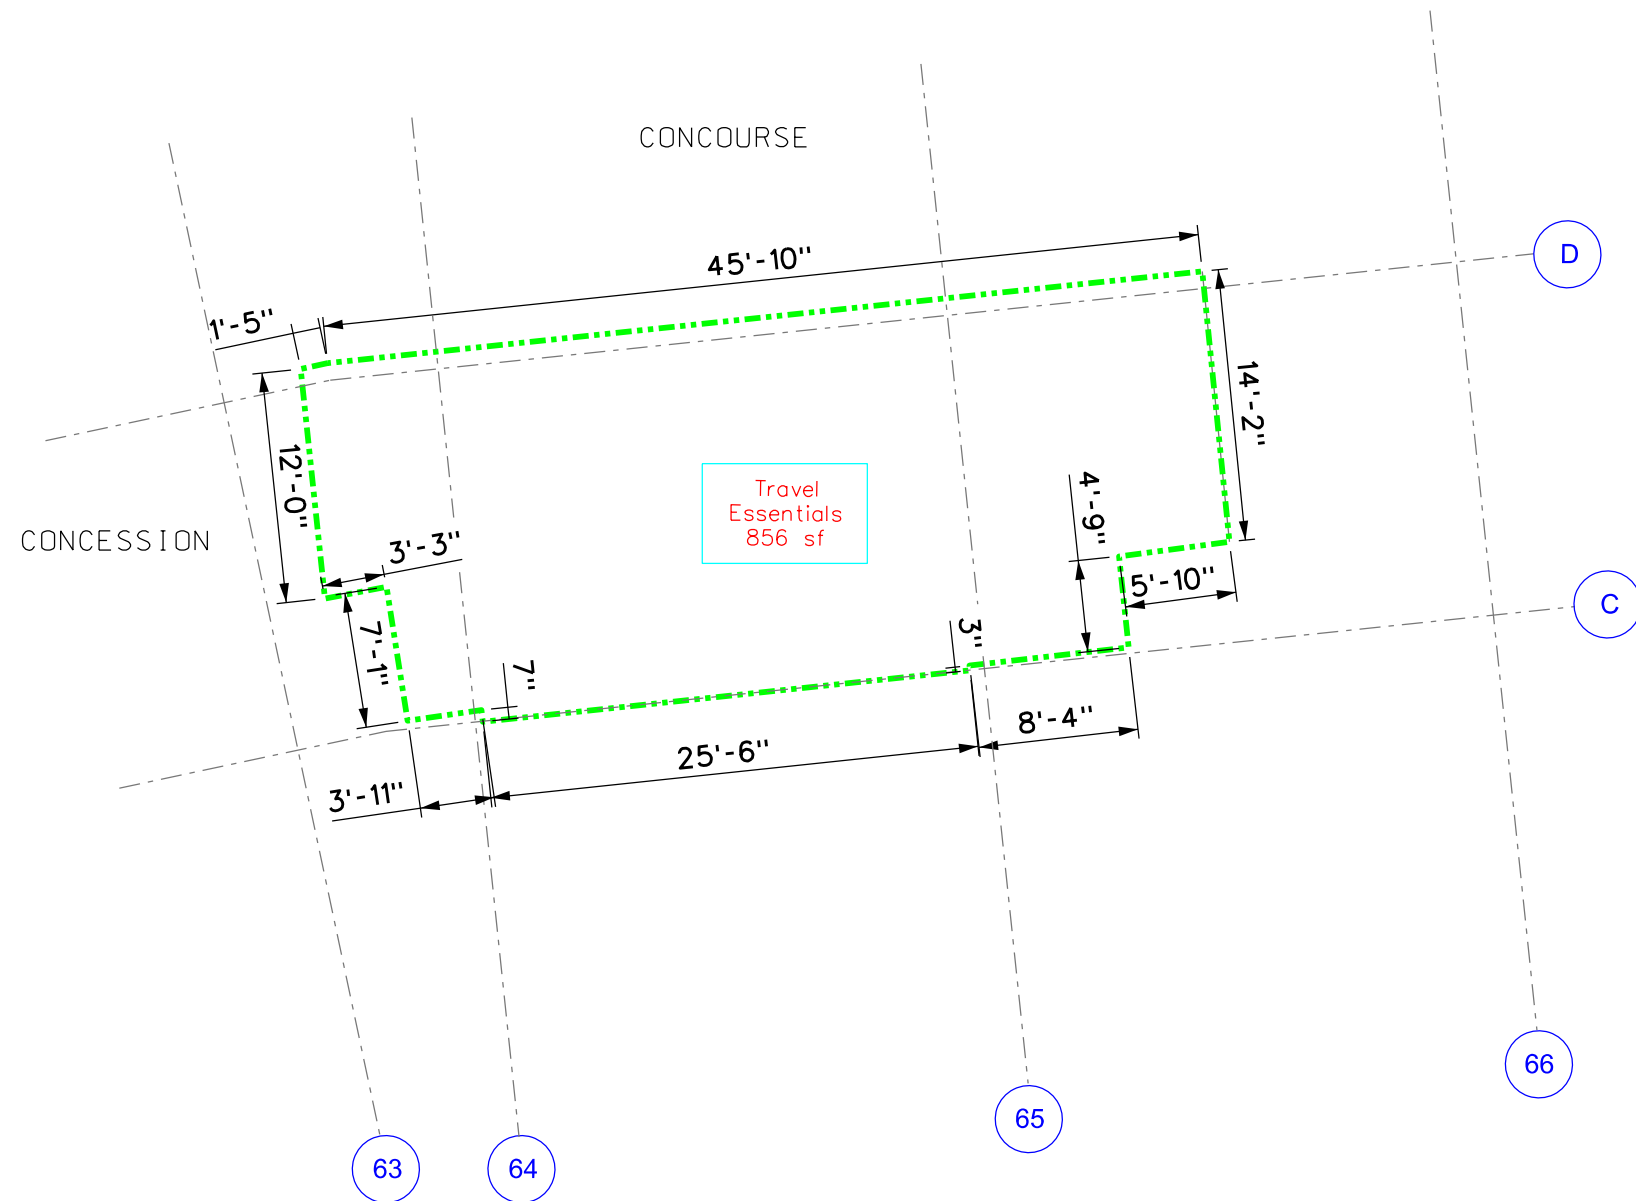 CONCOURSE
45'-10"
D
1'-5"
14'-2"
12'-0"
Travel
Essentials
856 sf
4'-9"
CONCESSION
3'-3"
5'-10"
C
7'-1"
3"
7"
8'-4"
25'-6"
3'-11"
66
65
63
64